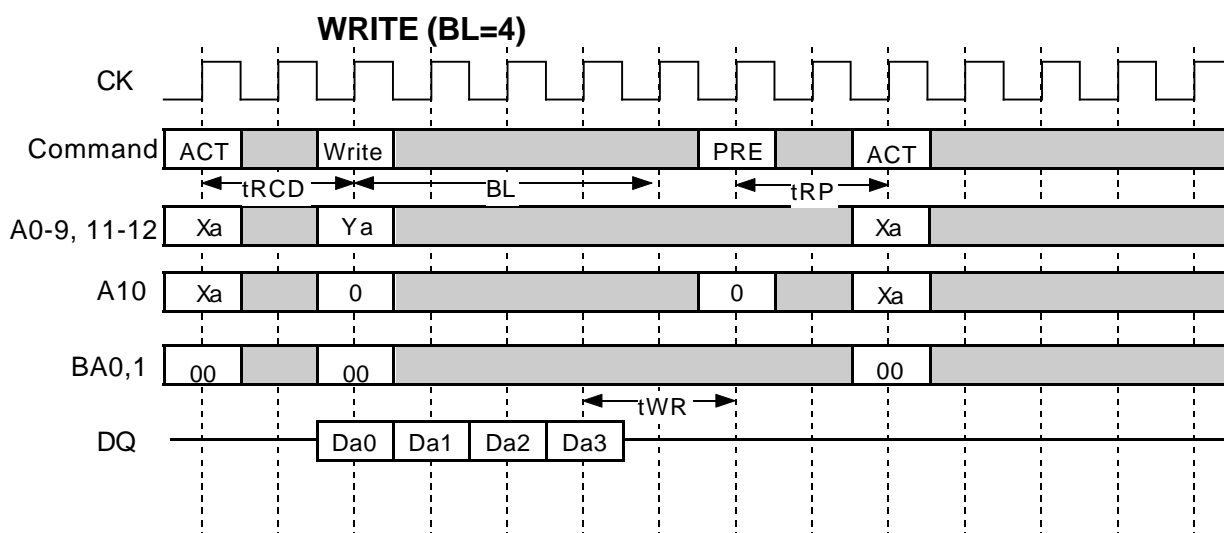 WRITE (BL=4)
CK
Command ACT Write PRE ACT
tRCD BL tRP
A0-9, 11-12 Xa Ya Xa
A10 Xa 0 0 Xa
BA0,1 00 00 00
tWR
DQ Da0 Da1 Da2 Da3